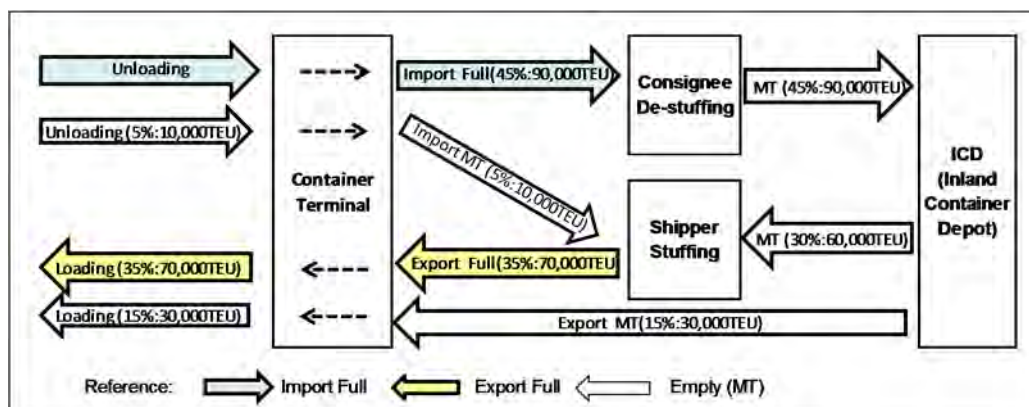 Unloading
Unloading (5%:10,000TEU)
Loading (35%:70,000TEU)
Loading (15%:30,000TEU)
Container
Terminal
Import Full(45%:90,000TEU)
Import MT (5%:10,000TEU)
Export Full(35%:70,000TEU
Export MT(15%:30,000TEU)
Consignee
De-stuffing
Shipper
Stuffing
MT (45%:90,000TEU)
MT (30%:60,000TEU)
ICD
(Inland
Container
Depot)
Reference:
Import Full
Export Full
Emply (MT)